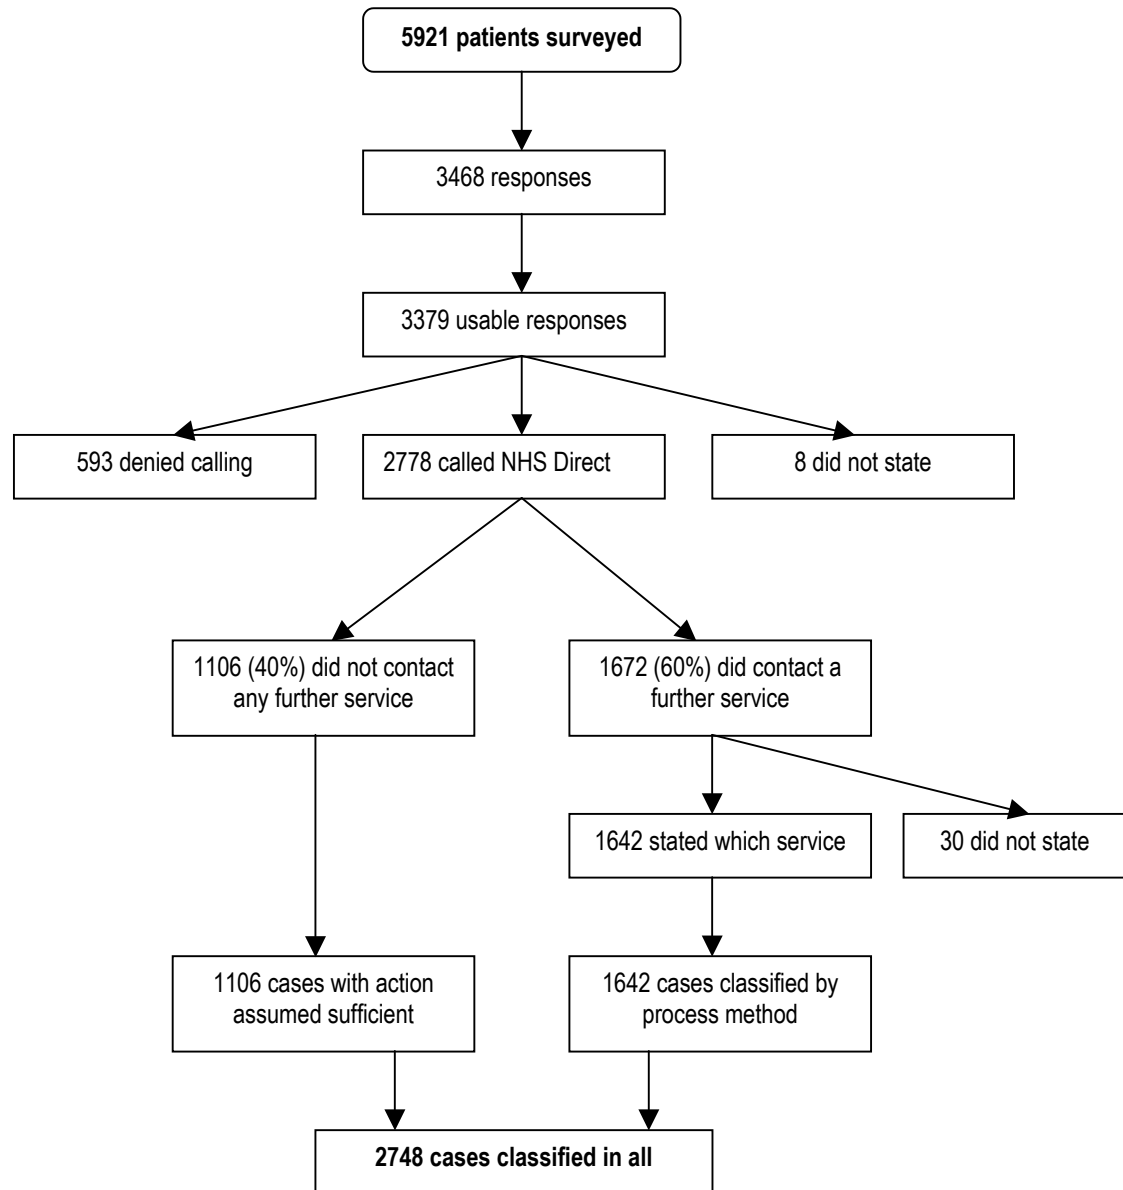 5921 patients surveyed
3468 responses
3379 usable responses
593 denied calling
2778 called NHS Direct
8 did not state
1106 (40%) did not contact
any further service
1672 (60%) did contact a
further service
1642 stated which service
30 did not state
1106 cases with action
assumed sufficient
1642 cases classified by
process method
2748 cases classified in all